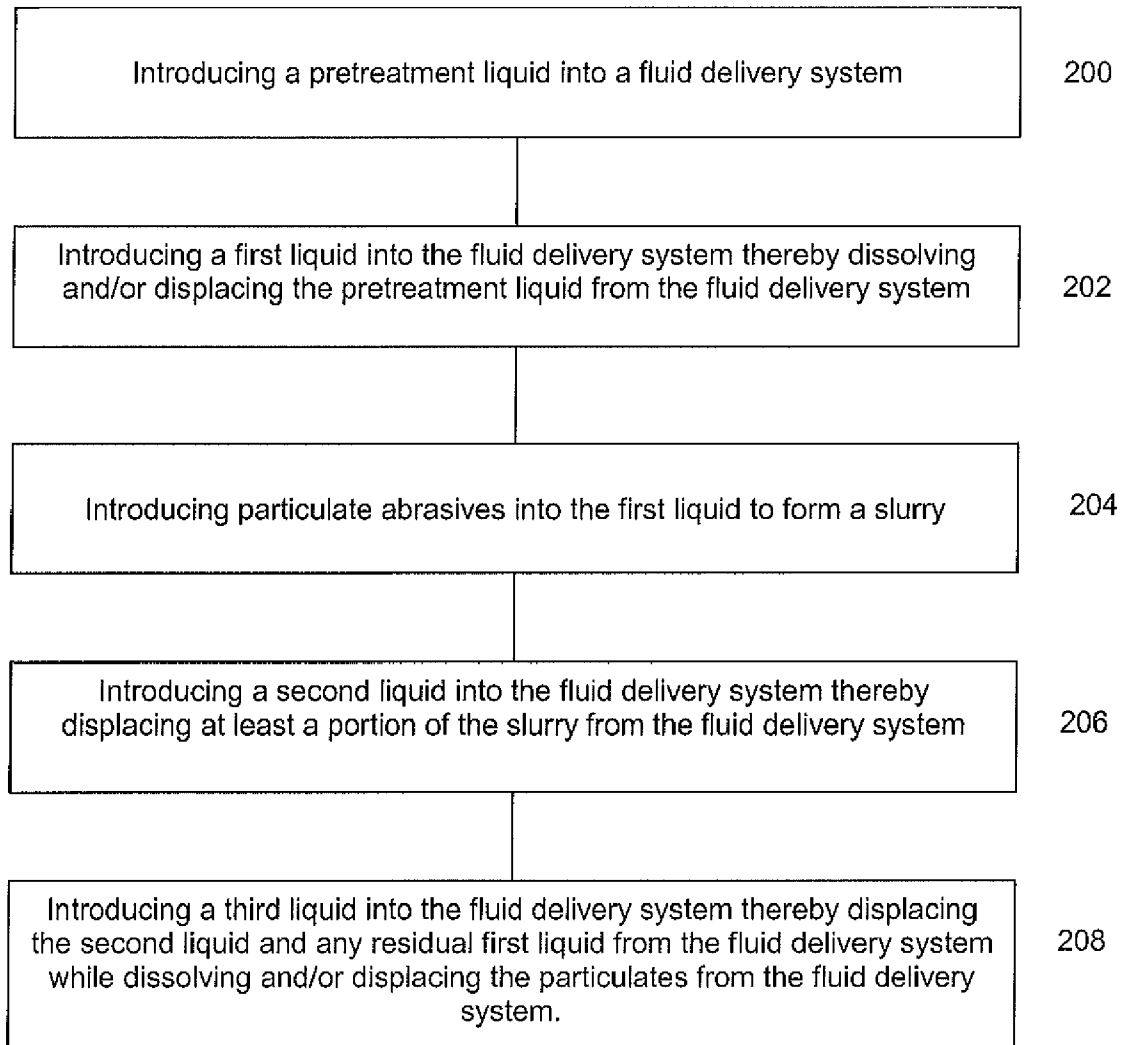 Introducing a pretreatment liquid into a fluid delivery system
200
Introducing a first liquid into the fluid delivery system thereby dissolving
and/or displacing the pretreatment liquid from the fluid delivery system
202
Introducing particulate abrasives into the first liquid to form a slurry
204
Introducing a second liquid into the fluid delivery system thereby
displacing at least a portion of the slurry from the fluid delivery system
206
Introducing a third liquid into the fluid delivery system thereby displacing
the second liquid and any residual first liquid from the fluid delivery system
while dissolving and/or displacing the particulates from the fluid delivery
system.
208